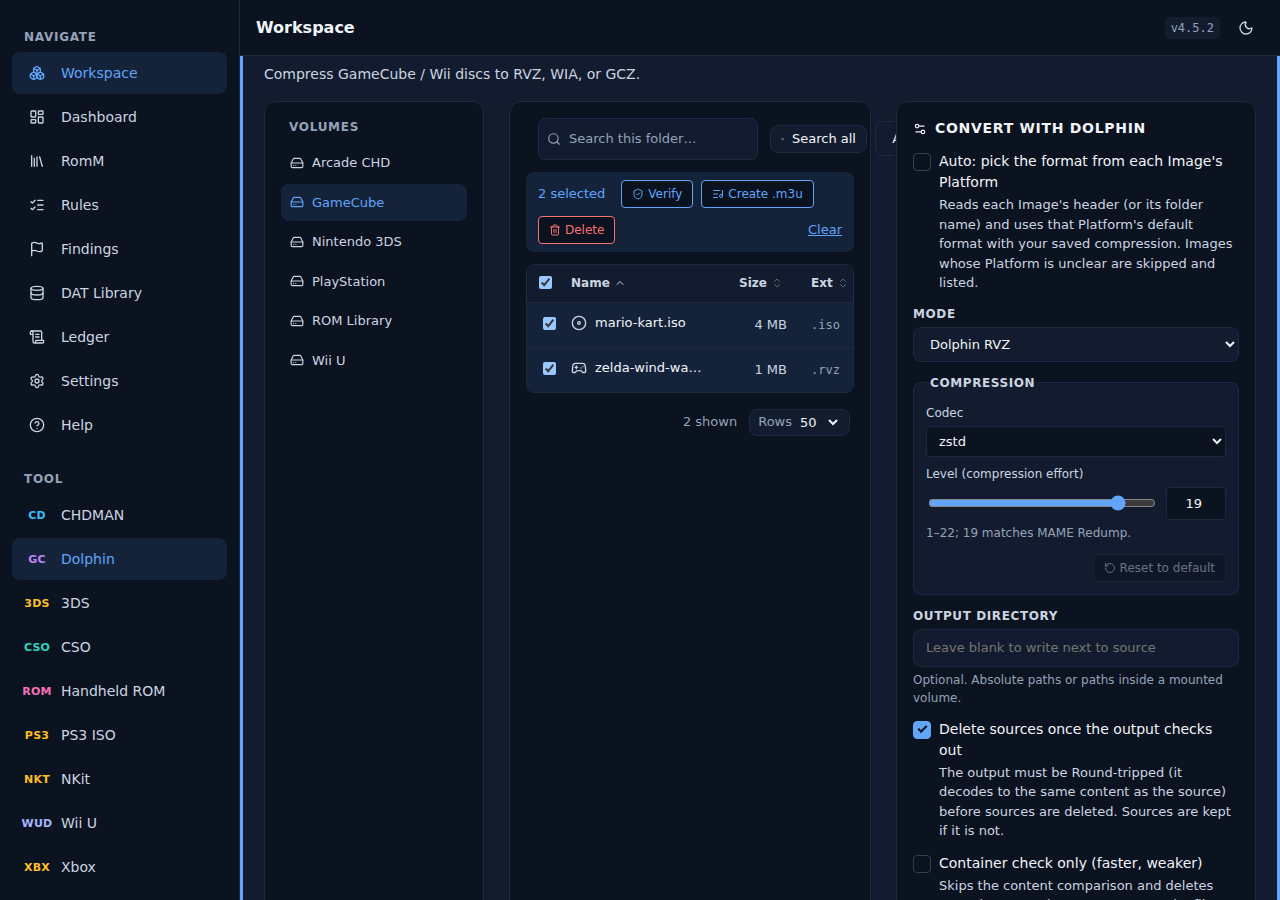 NAVIGATE
Workspace
Dashboard
RomM
Rules
Findings
DAT Library
Ledger
Settings
Help
TOOL
CD CHDMAN
GC Dolphin
3DS 3DS
CSO CSO
ROM Handheld ROM
PS3 PS3 ISO
NKT NKit
WUD Wii U
XBX Xbox
Workspace
v4.5.2
Compress GameCube / Wii discs to RVZ, WIA, or GCZ.
VOLUMES
Arcade CHD
GameCube
Nintendo 3DS
PlayStation
ROM Library
Wii U
Search this folder…
Search all
2 selected
Verify
Create .m3u
Delete
Clear
Name Size Ext
mario-kart.iso 4 MB .iso
zelda-wind-wa… 1 MB .rvz
2 shown
Rows 50
CONVERT WITH DOLPHIN
Auto: pick the format from each Image's
Platform
Reads each Image's header (or its folder
name) and uses that Platform's default
format with your saved compression. Images
whose Platform is unclear are skipped and
listed.
MODE
Dolphin RVZ
COMPRESSION
Codec
zstd
Level (compression effort)
19
1–22; 19 matches MAME Redump.
Reset to default
OUTPUT DIRECTORY
Leave blank to write next to source
Optional. Absolute paths or paths inside a mounted
volume.
Delete sources once the output checks
out
The output must be Round-tripped (it
decodes to the same content as the source)
before sources are deleted. Sources are kept
if it is not.
Container check only (faster, weaker)
Skips the content comparison and deletes